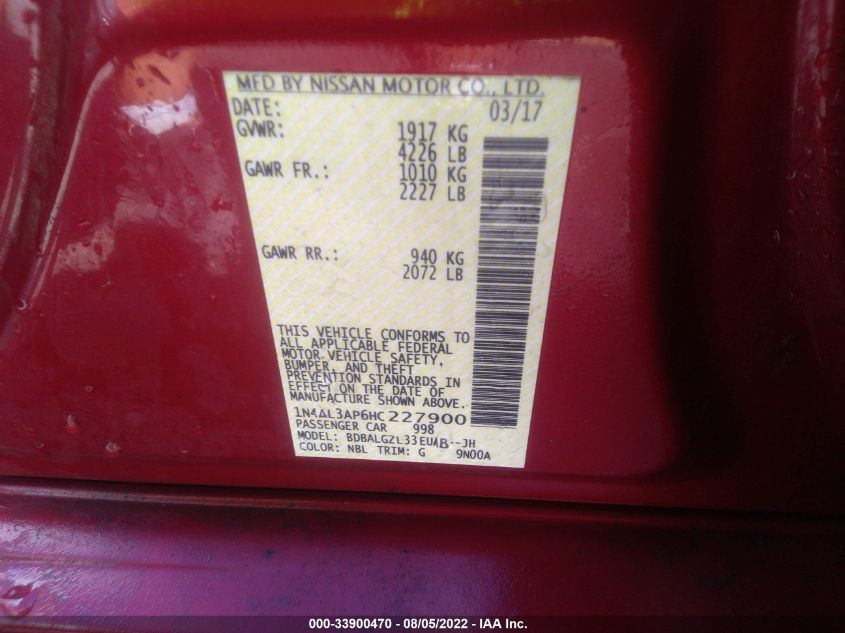 MFD BY NISSAN MOTOR CO., LTD.
DATE: 03/17
GVWR: 1917 KG
4226 LB
GAWR FR.: 1010 KG
2227 LB
GAWR RR.: 940 KG
2072 LB
THIS VEHICLE CONFORMS TO
ALL APPLICABLE FEDERAL
MOTOR VEHICLE SAFETY,
BUMPER, AND THEFT
PREVENTION STANDARDS IN
EFFECT ON THE DATE OF
MANUFACTURE SHOWN ABOVE.
1N4AL3AP6HC227900
PASSENGER CAR 998
MODEL: BDBALGZL33EUAB--JH
COLOR: NBL TRIM: G 9N00A
000-33900470 - 08/05/2022 - IAA Inc.